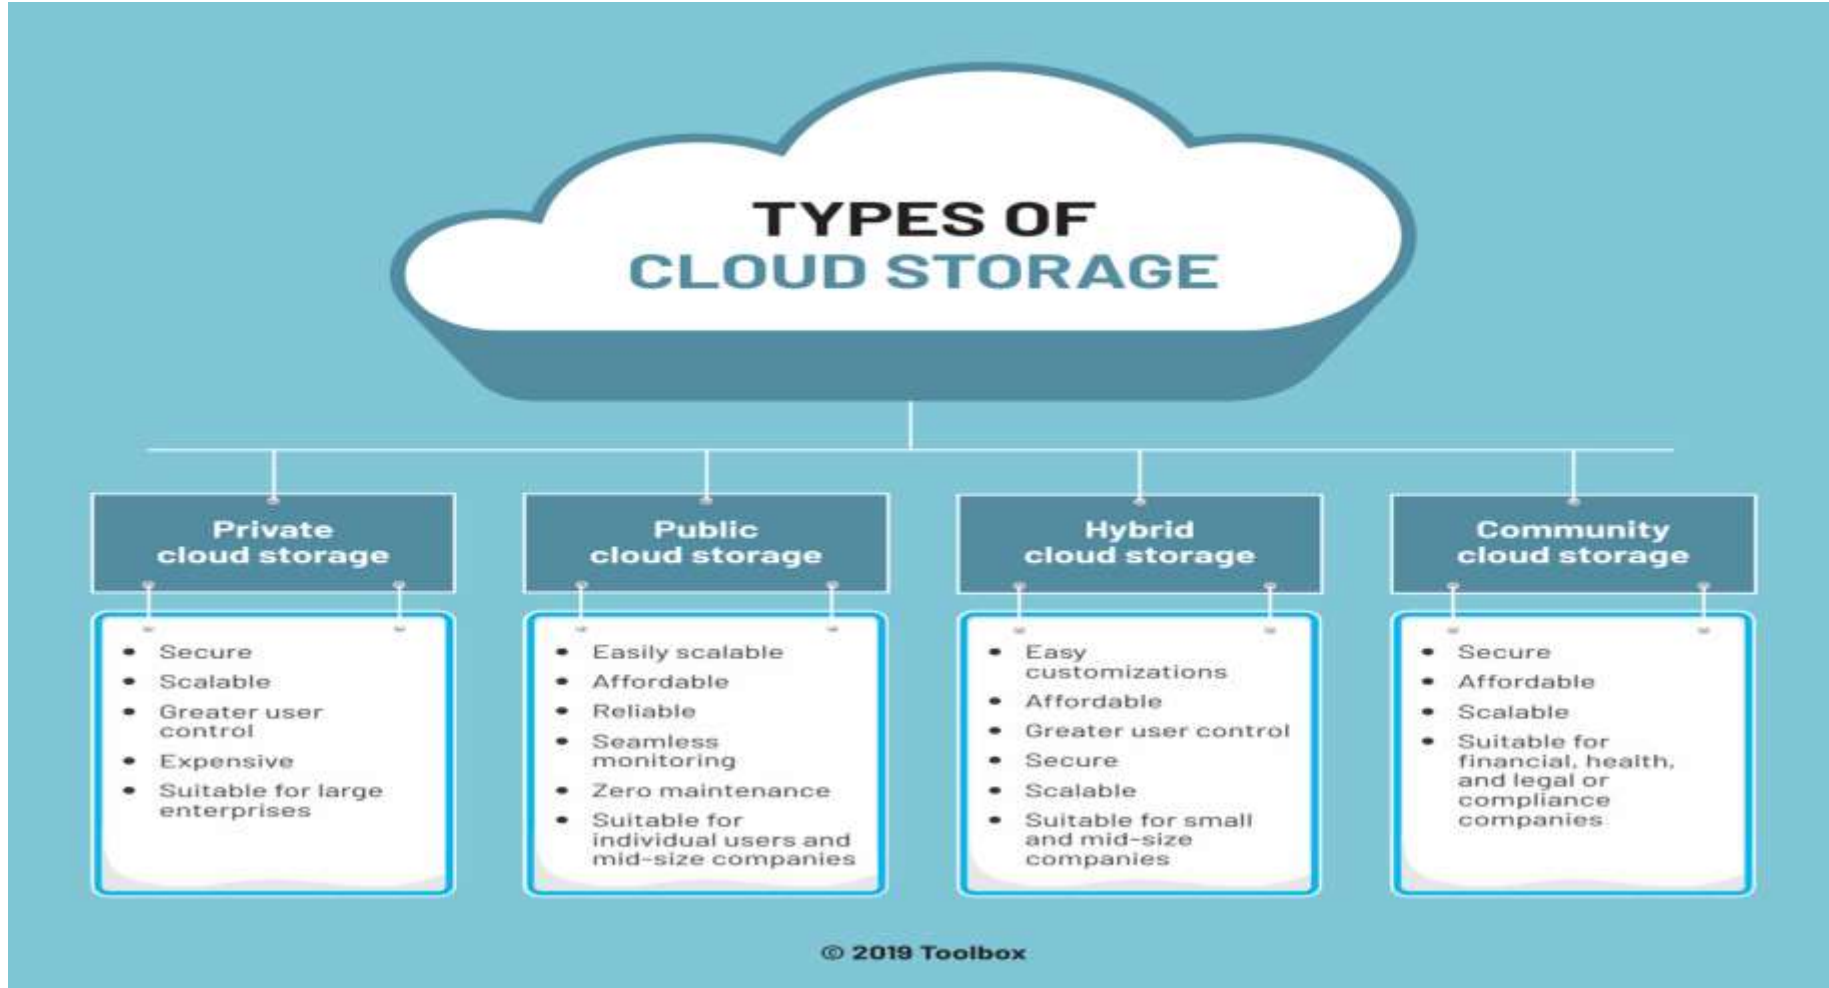 TYPES OF
CLOUD STORAGE
Private
cloud storage
• Secure
• Scalable
• Greater user
control
• Expensive
• Suitable for large
enterprises
Public
cloud storage
• Easily scalable
• Affordable
• Reliable
• Seamless
monitoring
• Zero maintenance
• Suitable for
individual users and
mid-size companies
Hybrid
cloud storage
• Easy
customizations
• Affordable
• Greater user control
• Secure
• Scalable
• Suitable for small
and mid-size
companies
Community
cloud storage
• Secure
• Affordable
• Scalable
• Suitable for
financial, health,
and legal or
compliance
companies
© 2019 Toolbox